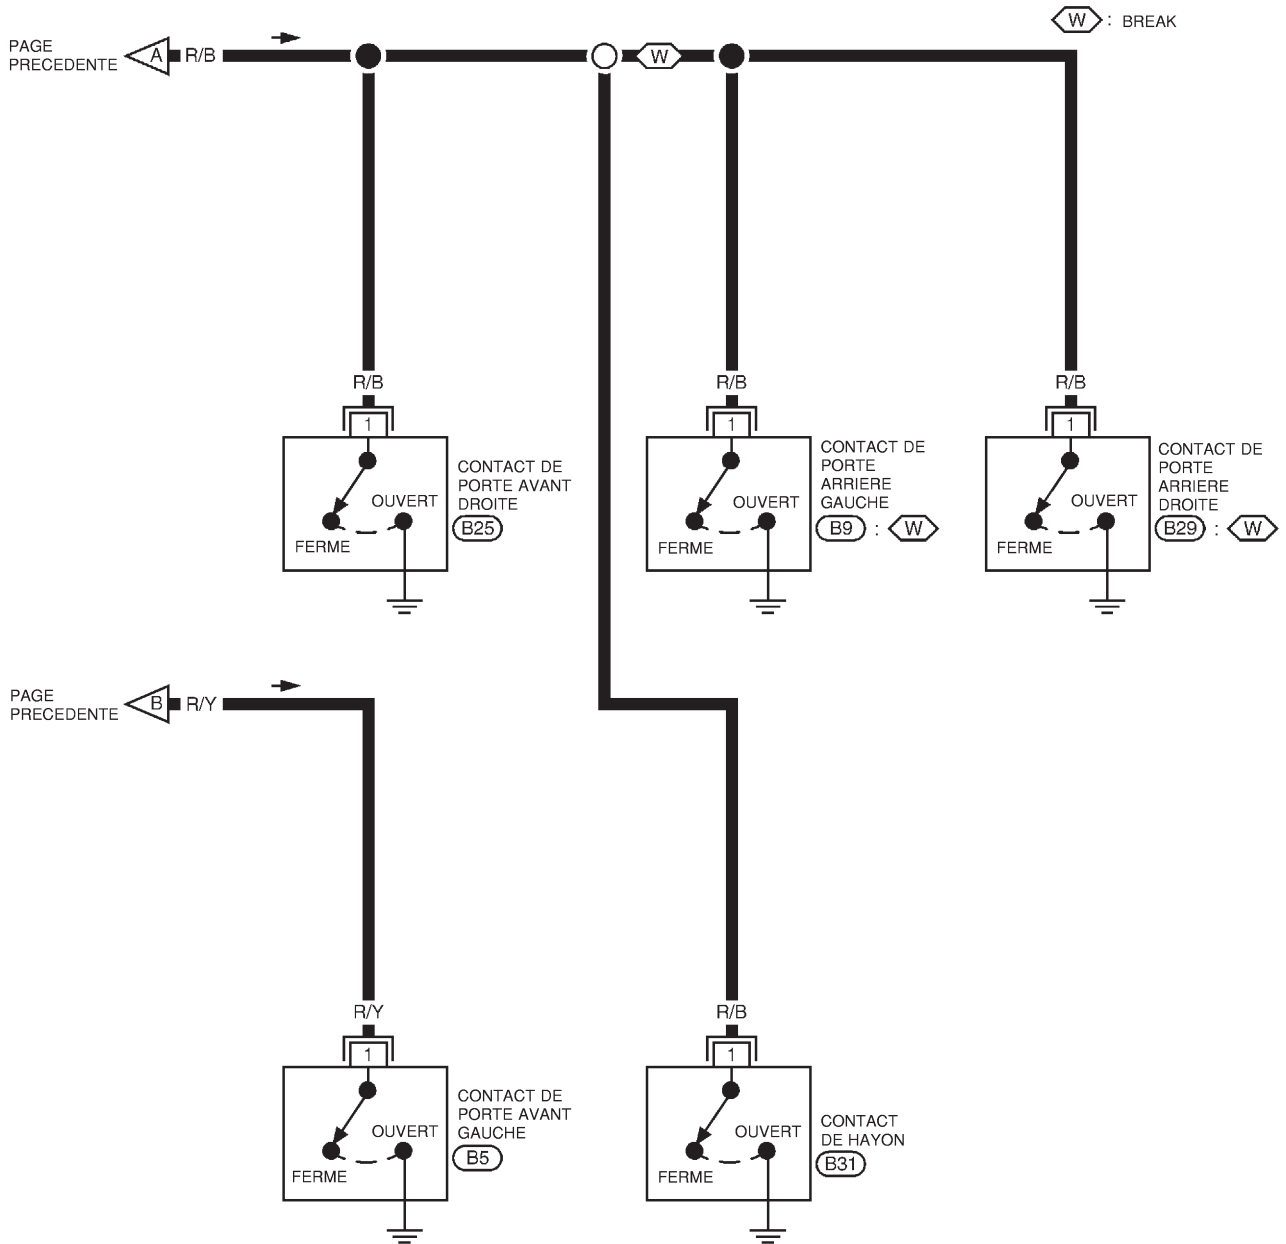 W : BREAK
PAGE
PRECEDENTE
A R/B
W
R/B
R/B
R/B
1
1
1
CONTACT DE
PORTE AVANT
DROITE
B25
OUVERT
FERME
CONTACT DE
PORTE
ARRIERE
GAUCHE
B9 : W
OUVERT
FERME
CONTACT DE
PORTE
ARRIERE
DROITE
B29 : W
OUVERT
FERME
PAGE
PRECEDENTE
B R/Y
R/Y
R/B
1
1
CONTACT DE
PORTE AVANT
GAUCHE
B5
OUVERT
FERME
CONTACT
DE HAYON
B31
OUVERT
FERME